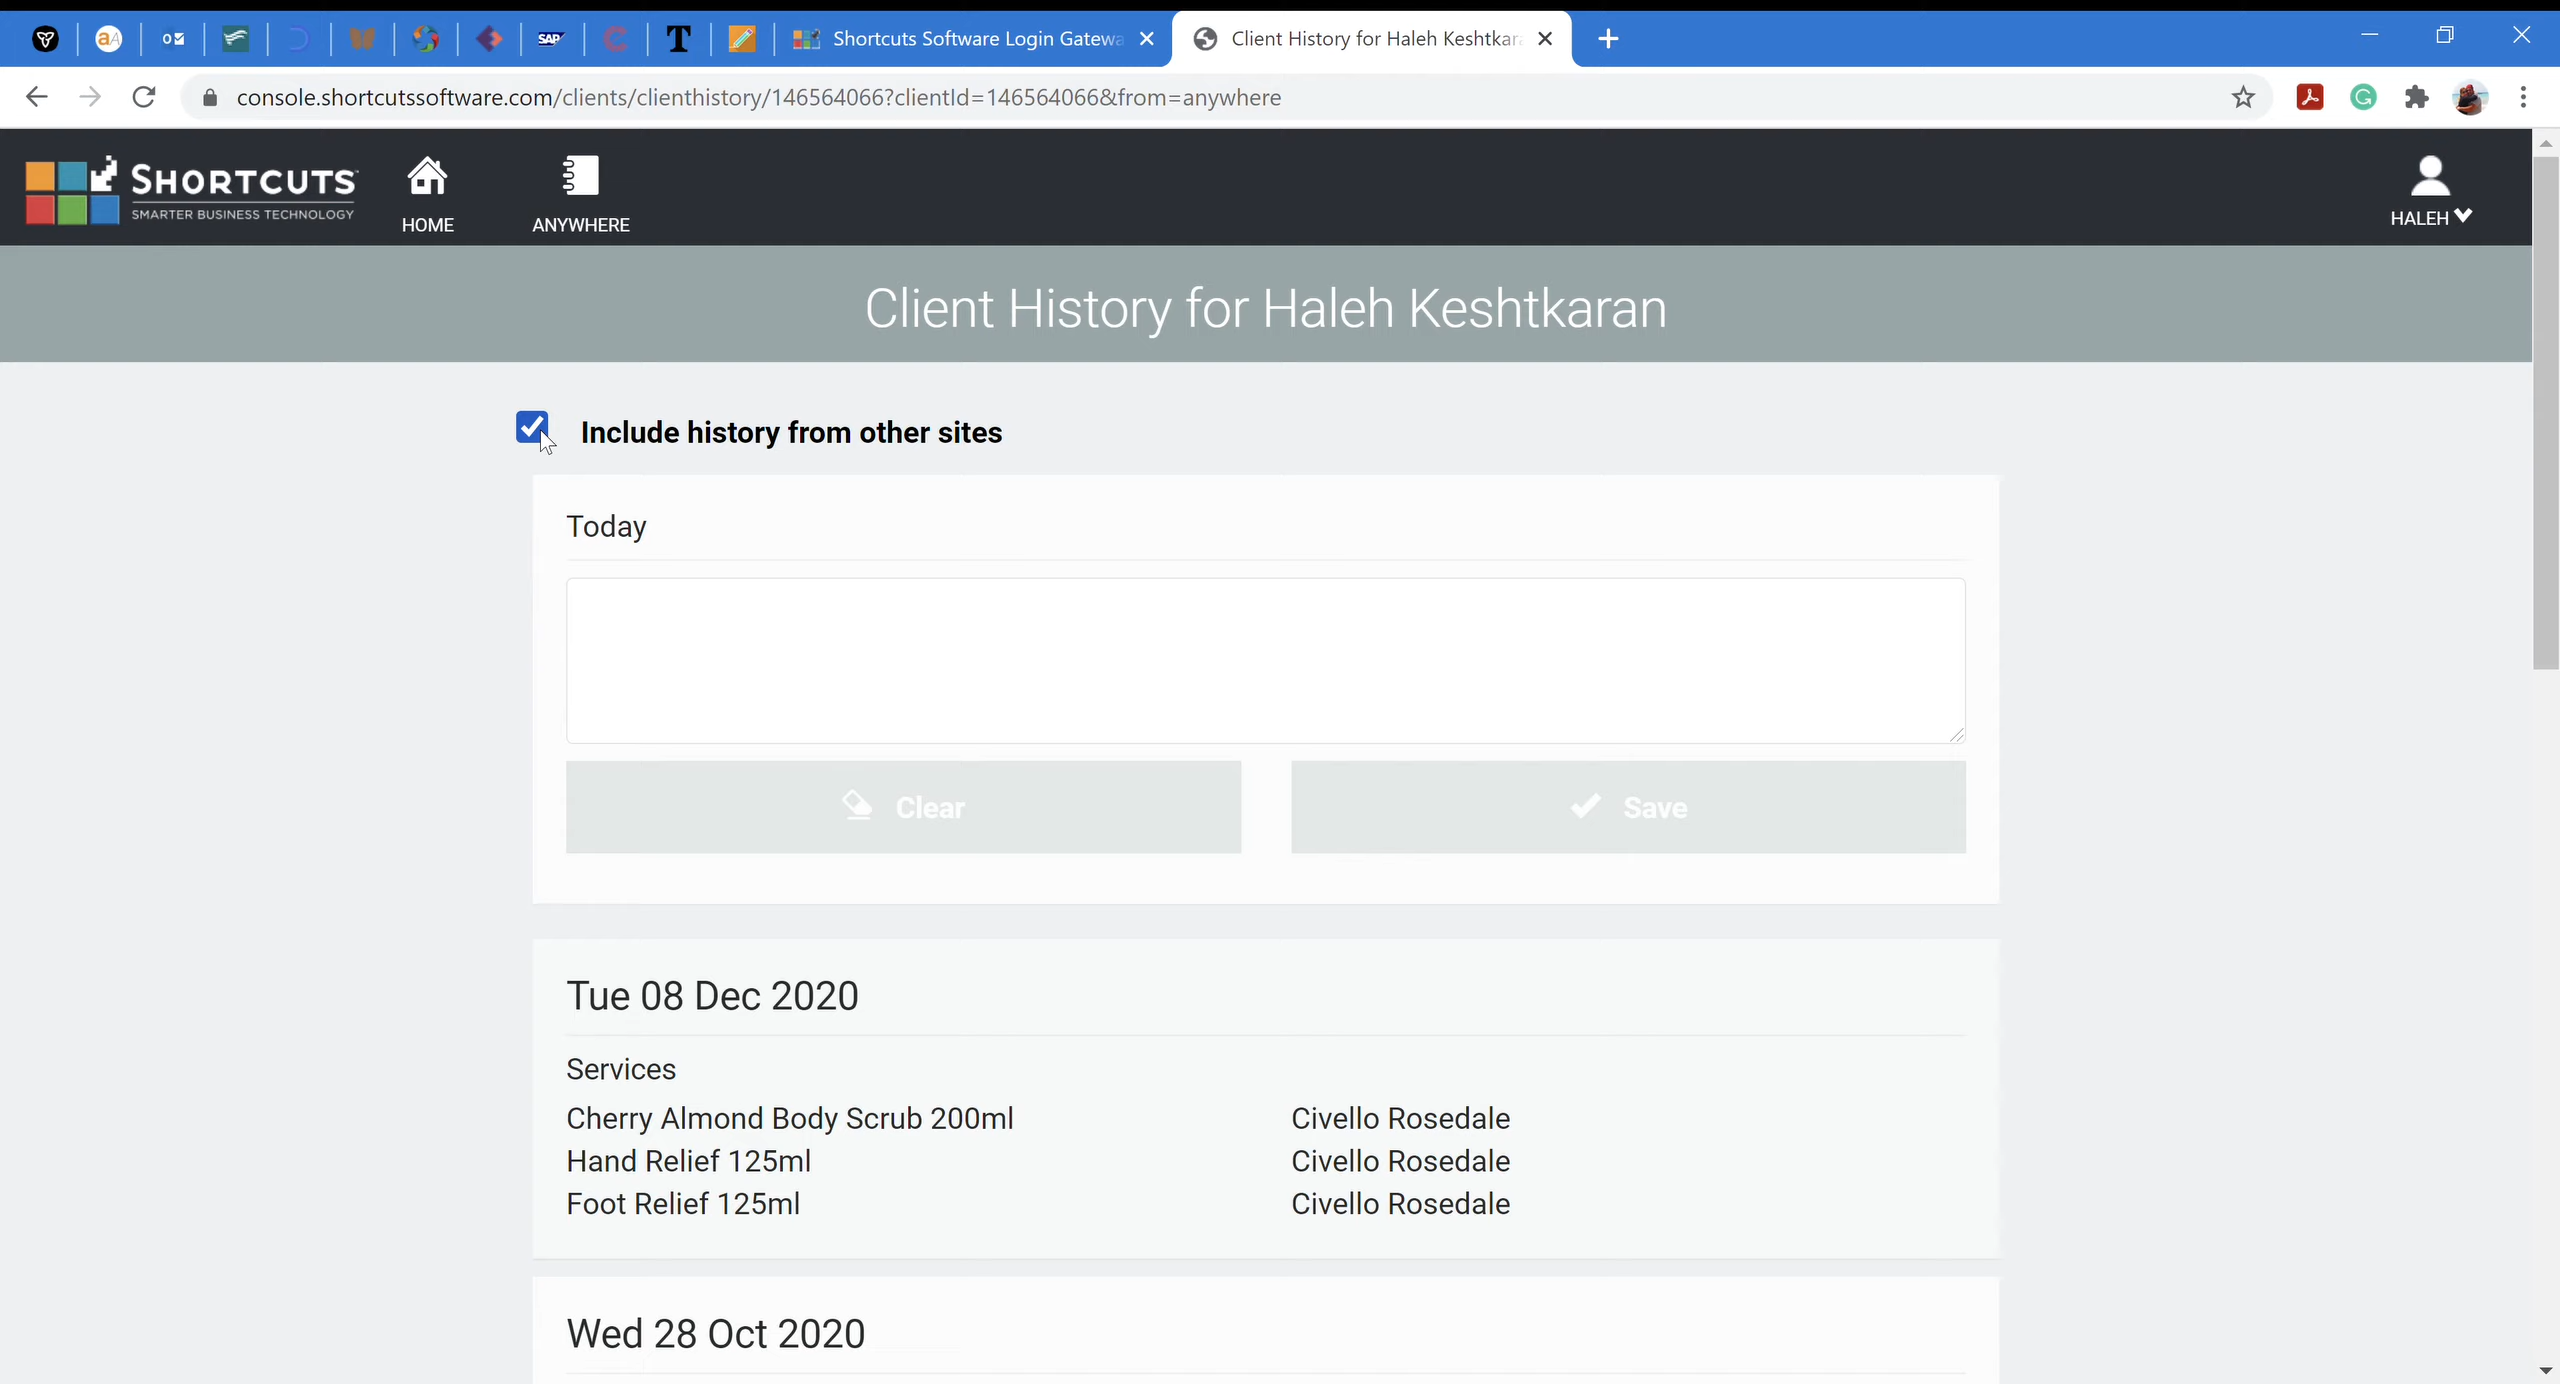 aA
SAP
C
T
Shortcuts Software Login Gatewa
Client History for Haleh Keshtkar
console.shortcutssoftware.com/clients/clienthistory/146564066?clientId=146564066&from=anywhere
SHORTCUTS
SMARTER BUSINESS TECHNOLOGY
HOME
ANYWHERE
HALEH
Client History for Haleh Keshtkaran
Include history from other sites
Today
Clear
Save
Tue 08 Dec 2020
Services
Cherry Almond Body Scrub 200ml Civello Rosedale
Hand Relief 125ml Civello Rosedale
Foot Relief 125ml Civello Rosedale
Wed 28 Oct 2020